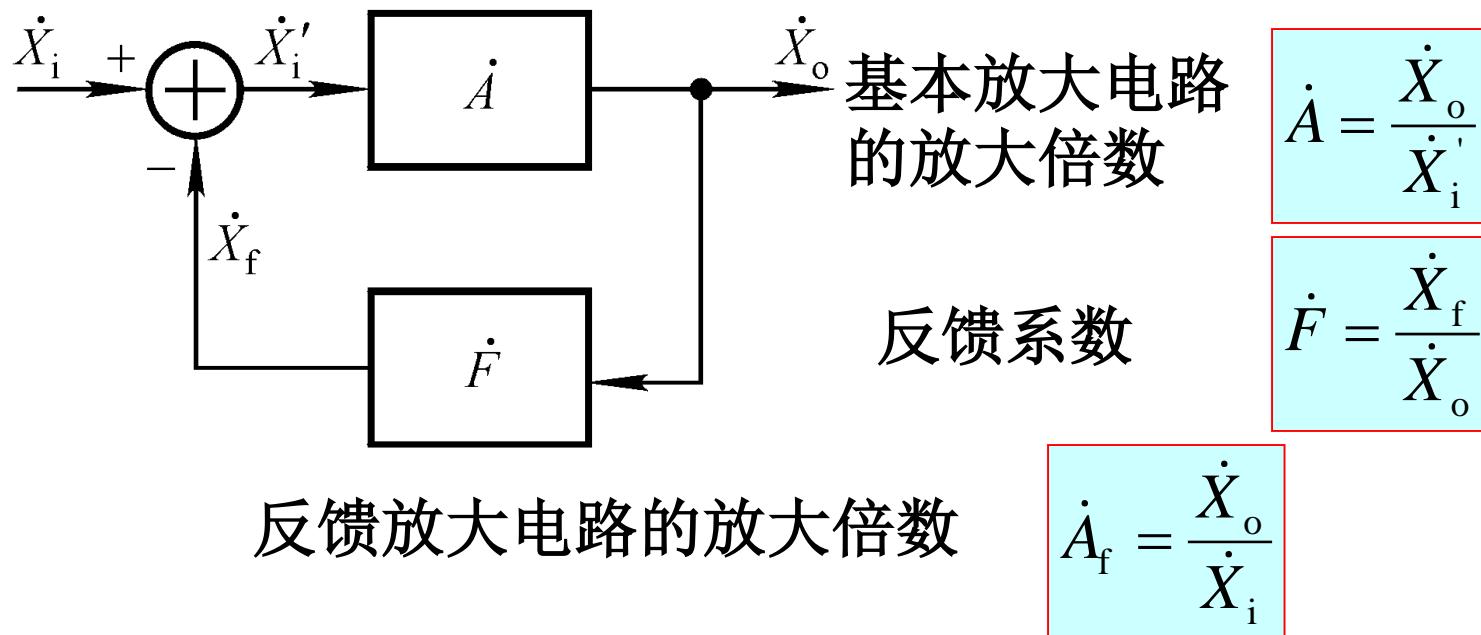 Ẋi + Ẋi′ Ȧ Ẋo
−
Ẋf
Ḟ
基本放大电路
的放大倍数
Ȧ = Ẋo / Ẋi'
反馈系数
Ḟ = Ẋf / Ẋo
反馈放大电路的放大倍数
Ȧf = Ẋo / Ẋi